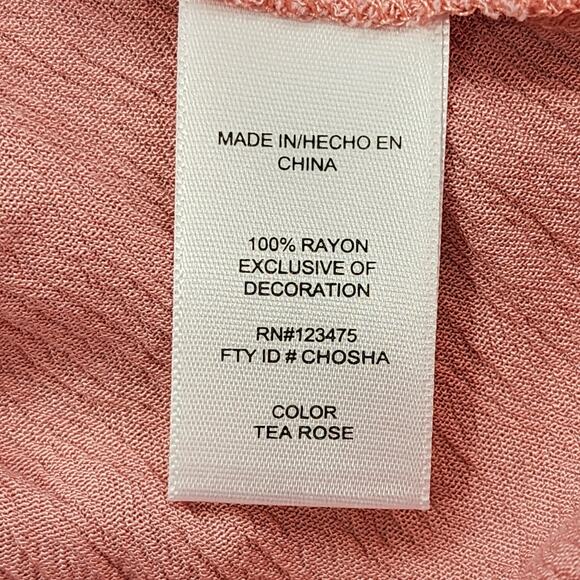 MADE IN/HECHO EN
CHINA
100% RAYON
EXCLUSIVE OF
DECORATION
RN#123475
FTY ID # CHOSHA
COLOR
TEA ROSE